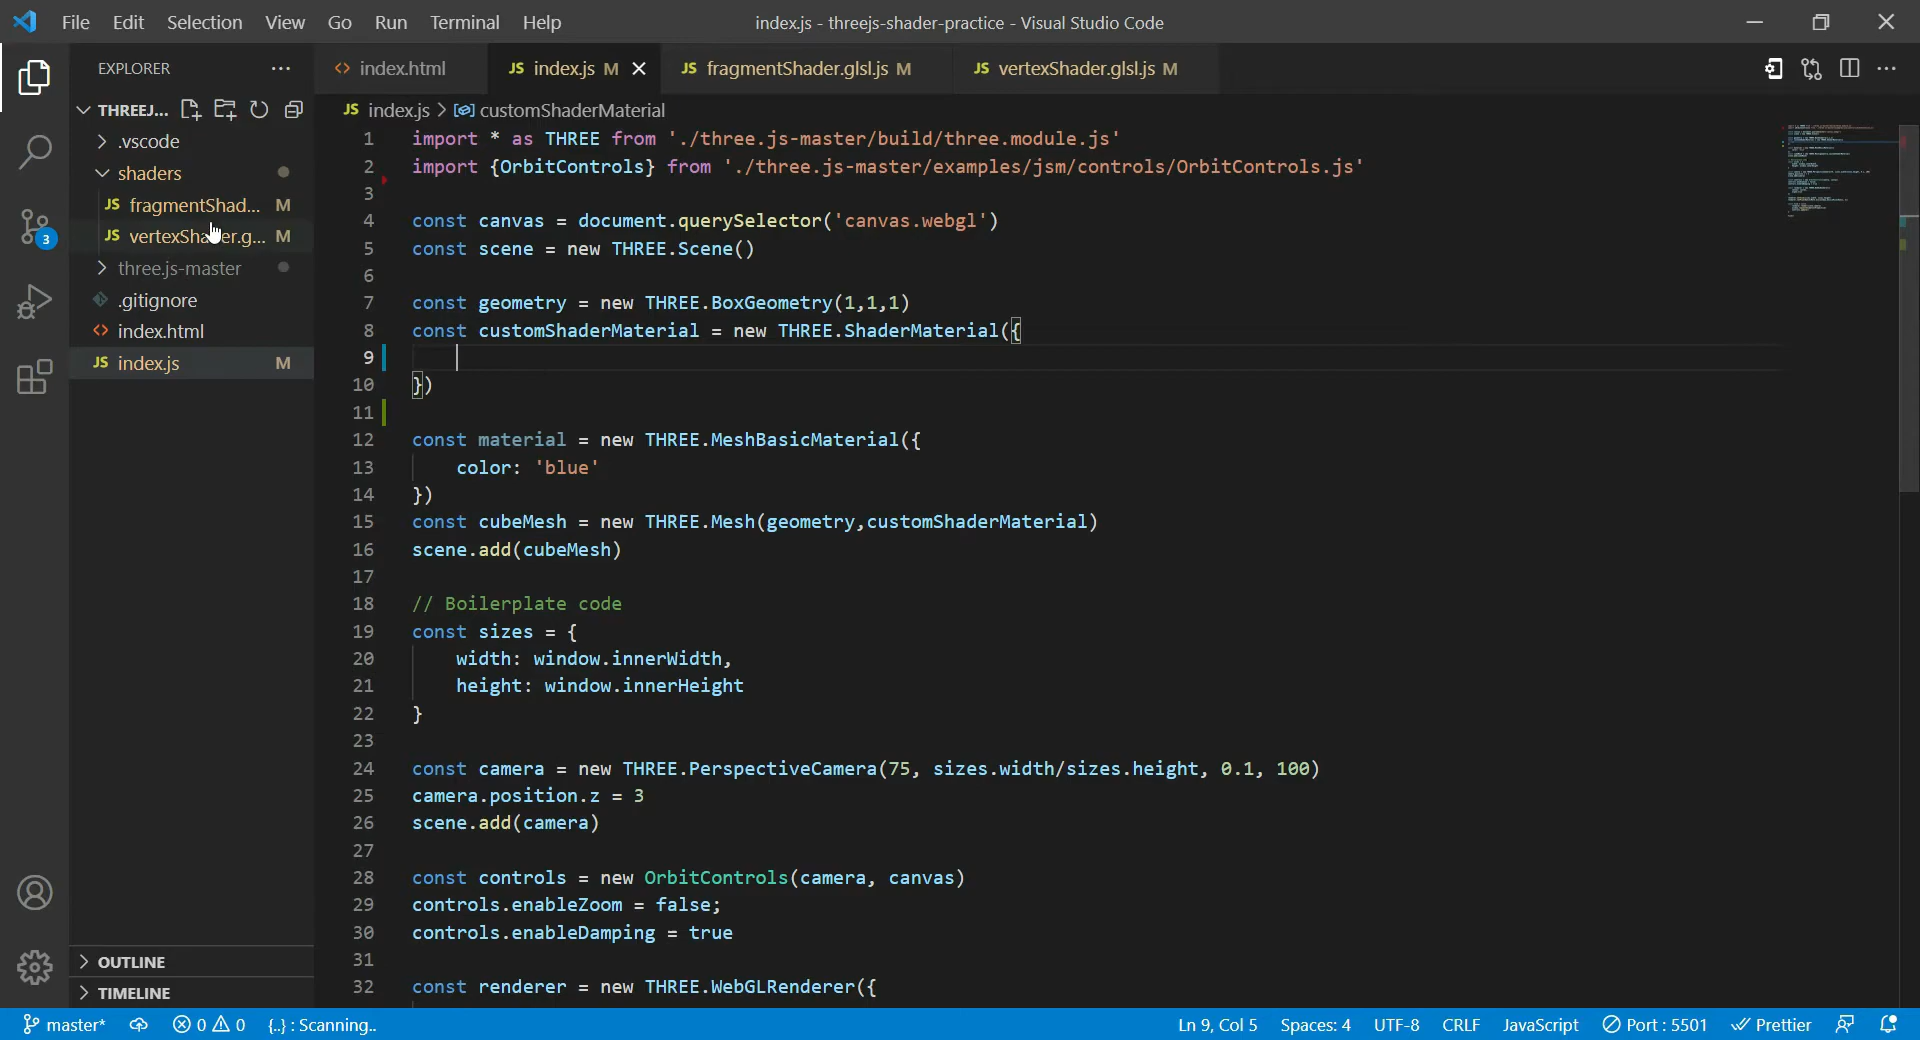 File Edit Selection View Go Run Terminal Help
index.js - threejs-shader-practice - Visual Studio Code
EXPLORER
index.html
JS index.js M
JS fragmentShader.glsl.js M
JS vertexShader.glsl.js M
THREEJ...
.vscode
shaders
JS fragmentShad... M
JS M
three.js-master
.gitignore
index.html
JS index.js M
3
OUTLINE
TIMELINE
JS index.js > customShaderMaterial
1 import * as THREE from './three.js-master/build/three.module.js'
2 import {OrbitControls} from './three.js-master/examples/jsm/controls/OrbitControls.js'
3
4 const canvas = document.querySelector('canvas.webgl')
5 const scene = new THREE.Scene()
6
7 const geometry = new THREE.BoxGeometry(1,1,1)
8 const customShaderMaterial = new THREE.ShaderMaterial({
9
10 })
11
12 const material = new THREE.MeshBasicMaterial({
13 color: 'blue'
14 })
15 const cubeMesh = new THREE.Mesh(geometry,customShaderMaterial)
16 scene.add(cubeMesh)
17
18 // Boilerplate code
19 const sizes = {
20 width: window.innerWidth,
21 height: window.innerHeight
22 }
23
24 const camera = new THREE.PerspectiveCamera(75, sizes.width/sizes.height, 0.1, 100)
25 camera.position.z = 3
26 scene.add(camera)
27
28 const controls = new OrbitControls(camera, canvas)
29 controls.enableZoom = false;
30 controls.enableDamping = true
31
32 const renderer = new THREE.WebGLRenderer({
master* 0 0 {..} : Scanning.. Ln 9, Col 5 Spaces: 4 UTF-8 CRLF JavaScript Port : 5501 Prettier